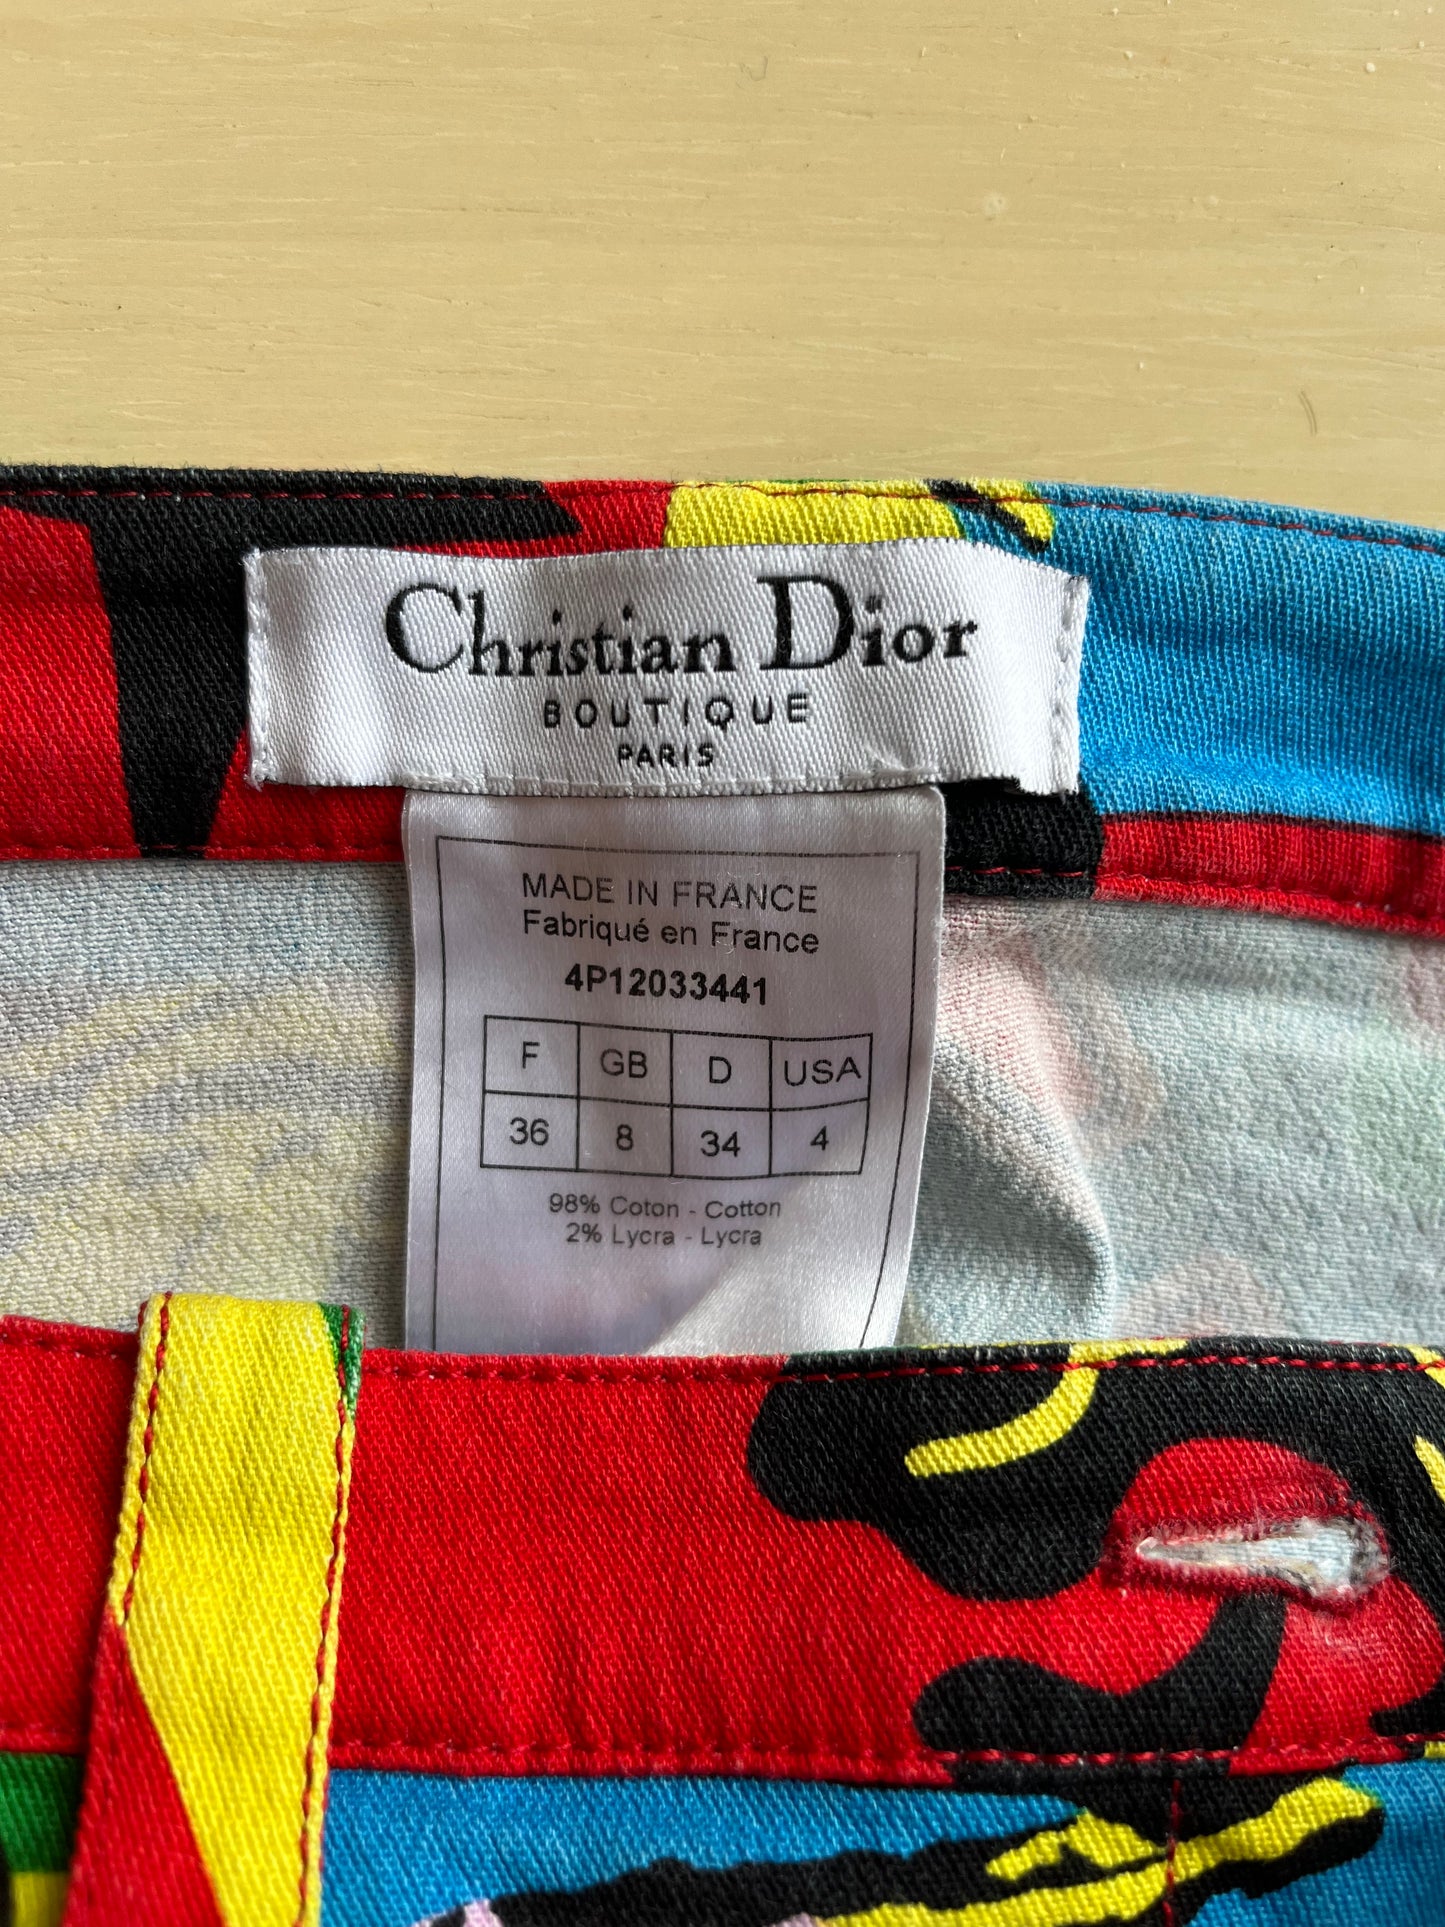 Christian Dior
BOUTIQUE
PARIS
MADE IN FRANCE
Fabriqué en France
4P12033441
F GB D USA
36 8 34 4
98% Coton - Cotton
2% Lycra - Lycra